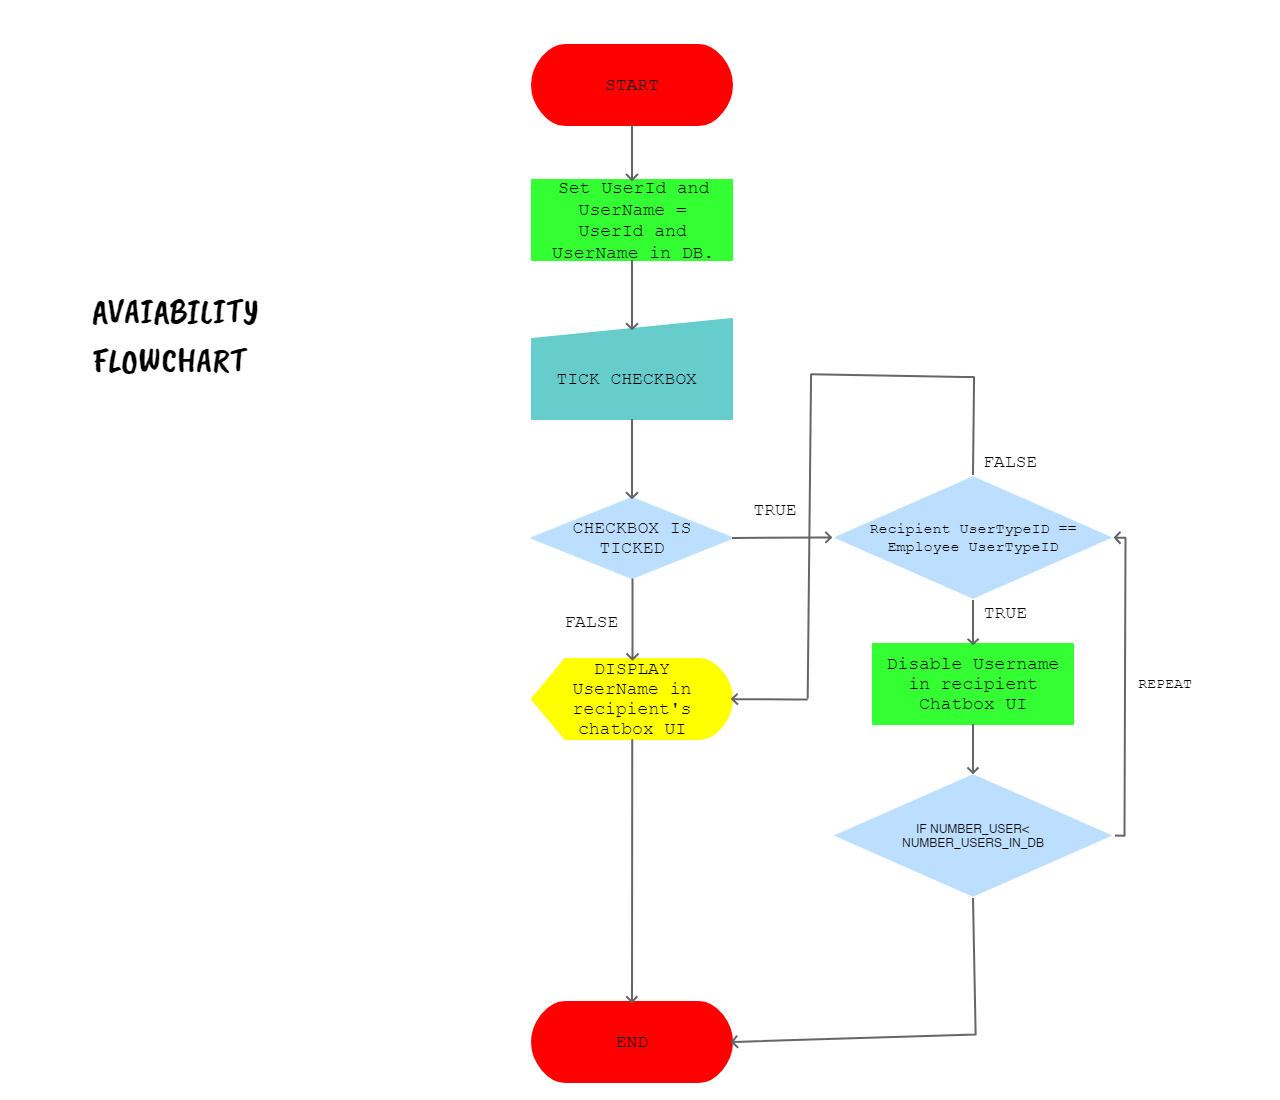 START
Set UserId and
UserName =
UserId and
UserName in DB.
AVAIABILITY
FLOWCHART
TICK CHECKBOX
FALSE
TRUE
CHECKBOX IS
TICKED
Recipient UserTypeID ==
Employee UserTypeID
FALSE
TRUE
DISPLAY
UserName in
recipient's
chatbox UI
Disable Username
in recipient
Chatbox UI
REPEAT
IF NUMBER_USER<
NUMBER_USERS_IN_DB
END